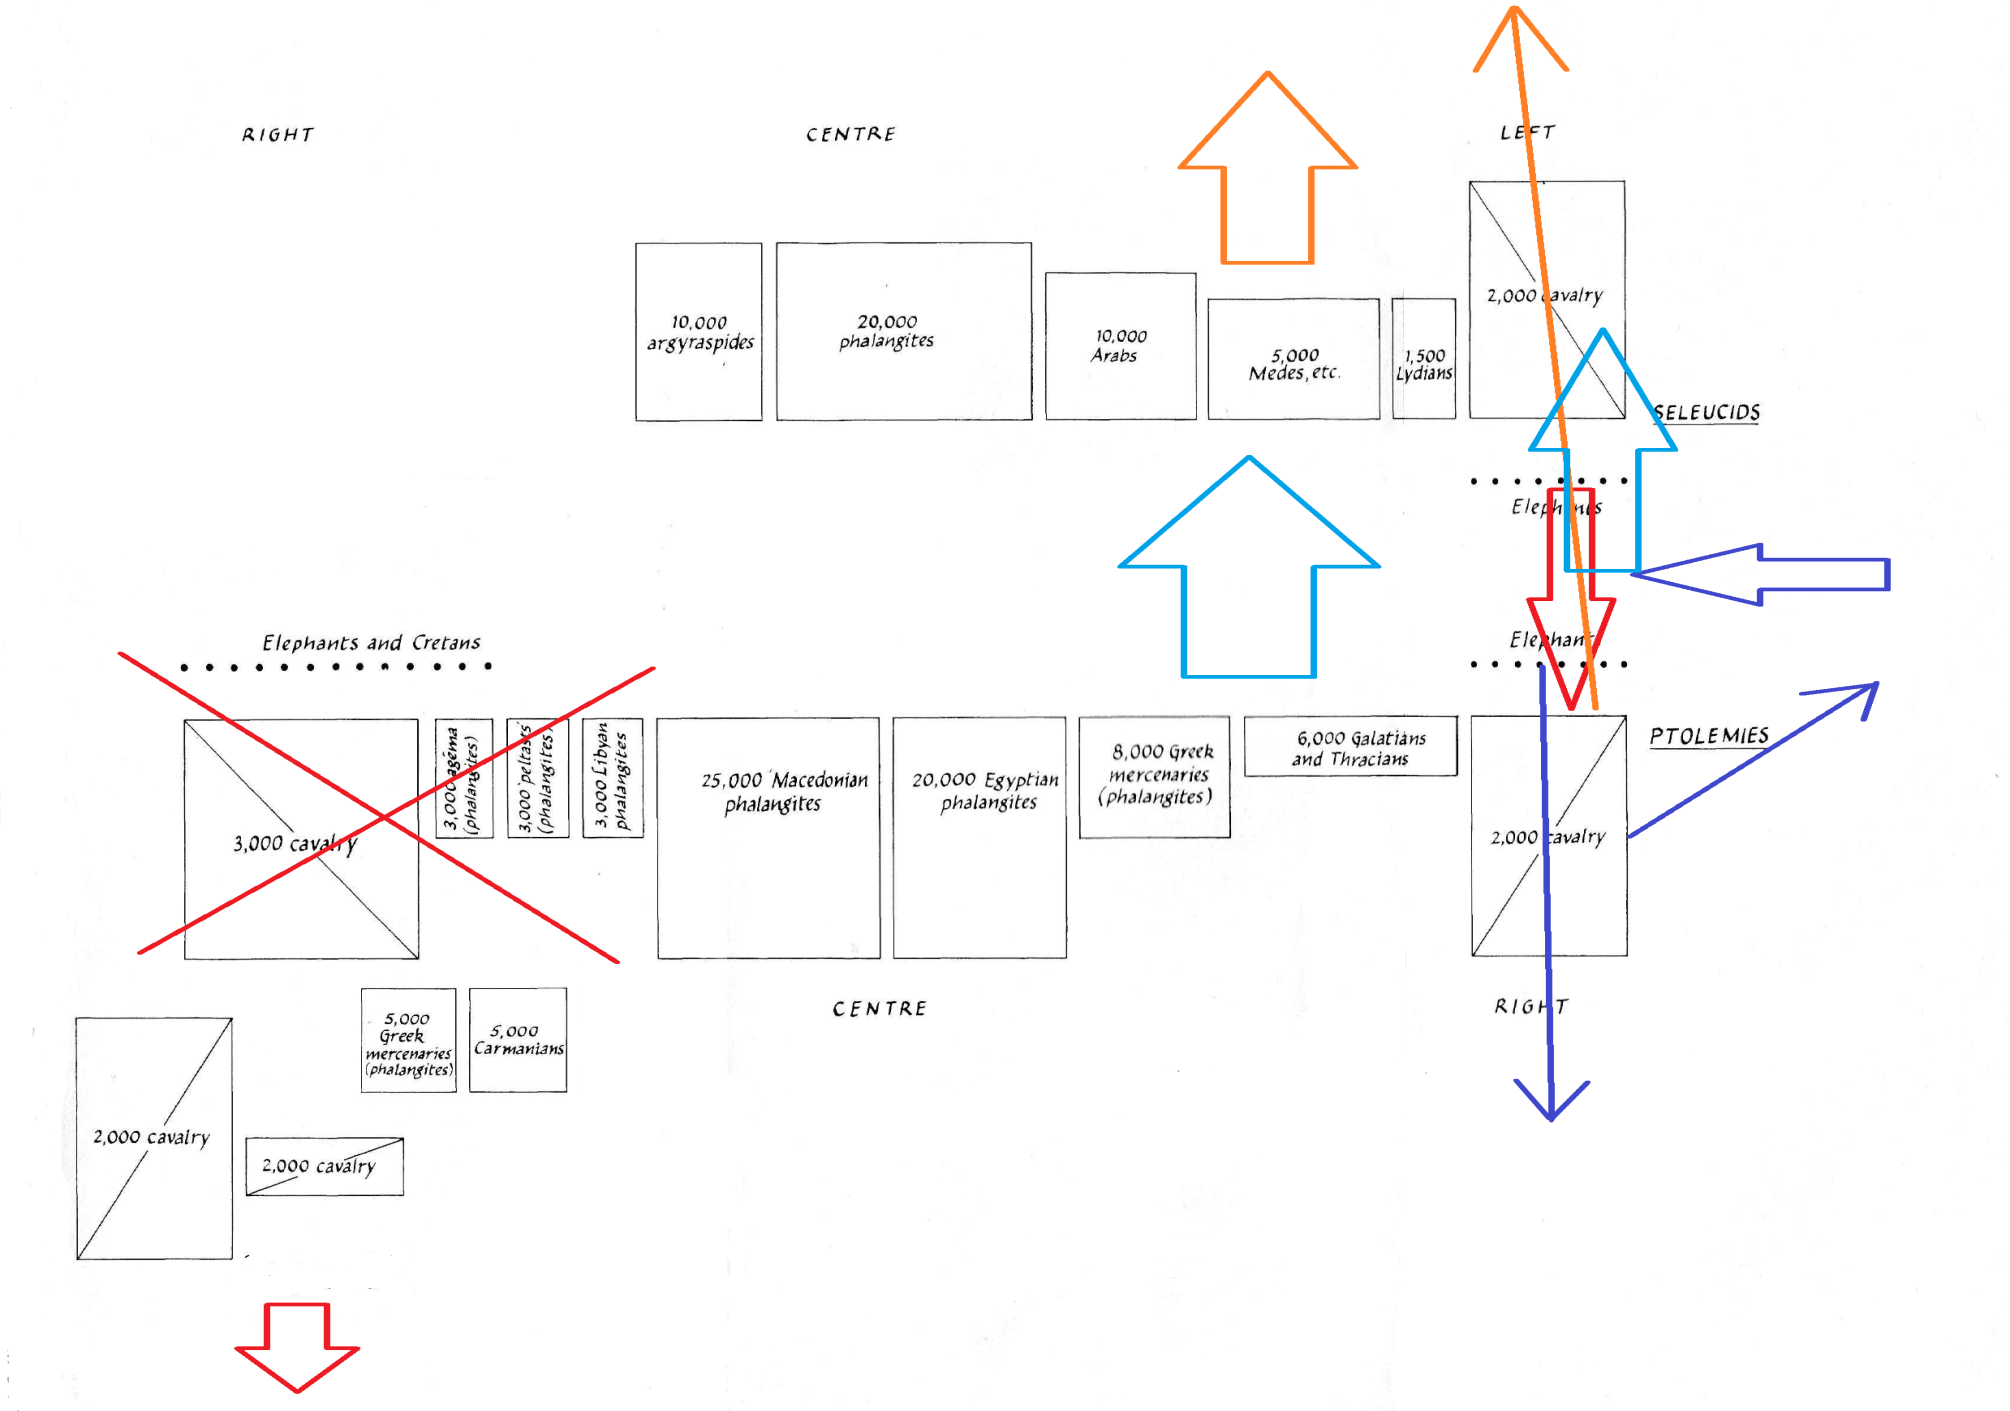 RIGHT
CENTRE
LEFT
10,000
argyraspides
20,000
phalangites
10,000
Arabs
5,000
Medes, etc.
1,500
Lydians
2,000 cavalry
SELEUCIDS
Elephants
Elephants and Cretans
Elephants
3,000 cavalry
3,000 agema
(phalangites)
3,000 peltasts
(phalangites)
3,000 Libyan
phalangites
25,000 Macedonian
phalangites
20,000 Egyptian
phalangites
8,000 Greek
mercenaries
(phalangites)
6,000 Galatians
and Thracians
2,000 cavalry
PTOLEMIES
CENTRE
RIGHT
5,000
Greek
mercenaries
(phalangites)
5,000
Carmanians
2,000 cavalry
2,000 cavalry